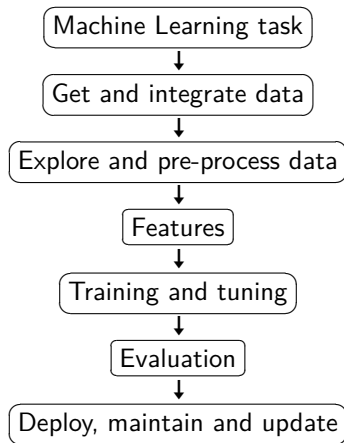 Machine Learning task
Get and integrate data
Explore and pre-process data
Features
Training and tuning
Evaluation
Deploy, maintain and update